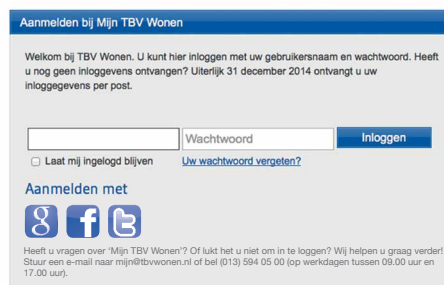 Aanmelden bij Mijn TBV Wonen
Welkom bij TBV Wonen. U kunt hier inloggen met uw gebruikersnaam en wachtwoord. Heeft
u nog geen inloggevens ontvangen? Uiterlijk 31 december 2014 ontvangt u uw
inloggegevens per post.
Wachtwoord
Inloggen
Laat mij ingelogd blijven
Uw wachtwoord vergeten?
Aanmelden met
Heeft u vragen over ‘Mijn TBV Wonen’? Of lukt het u niet om in te loggen? Wij helpen u graag verder!
Stuur een e-mail naar mijn@tbvwonen.nl of bel (013) 594 05 00 (op werkdagen tussen 09.00 uur en
17.00 uur).